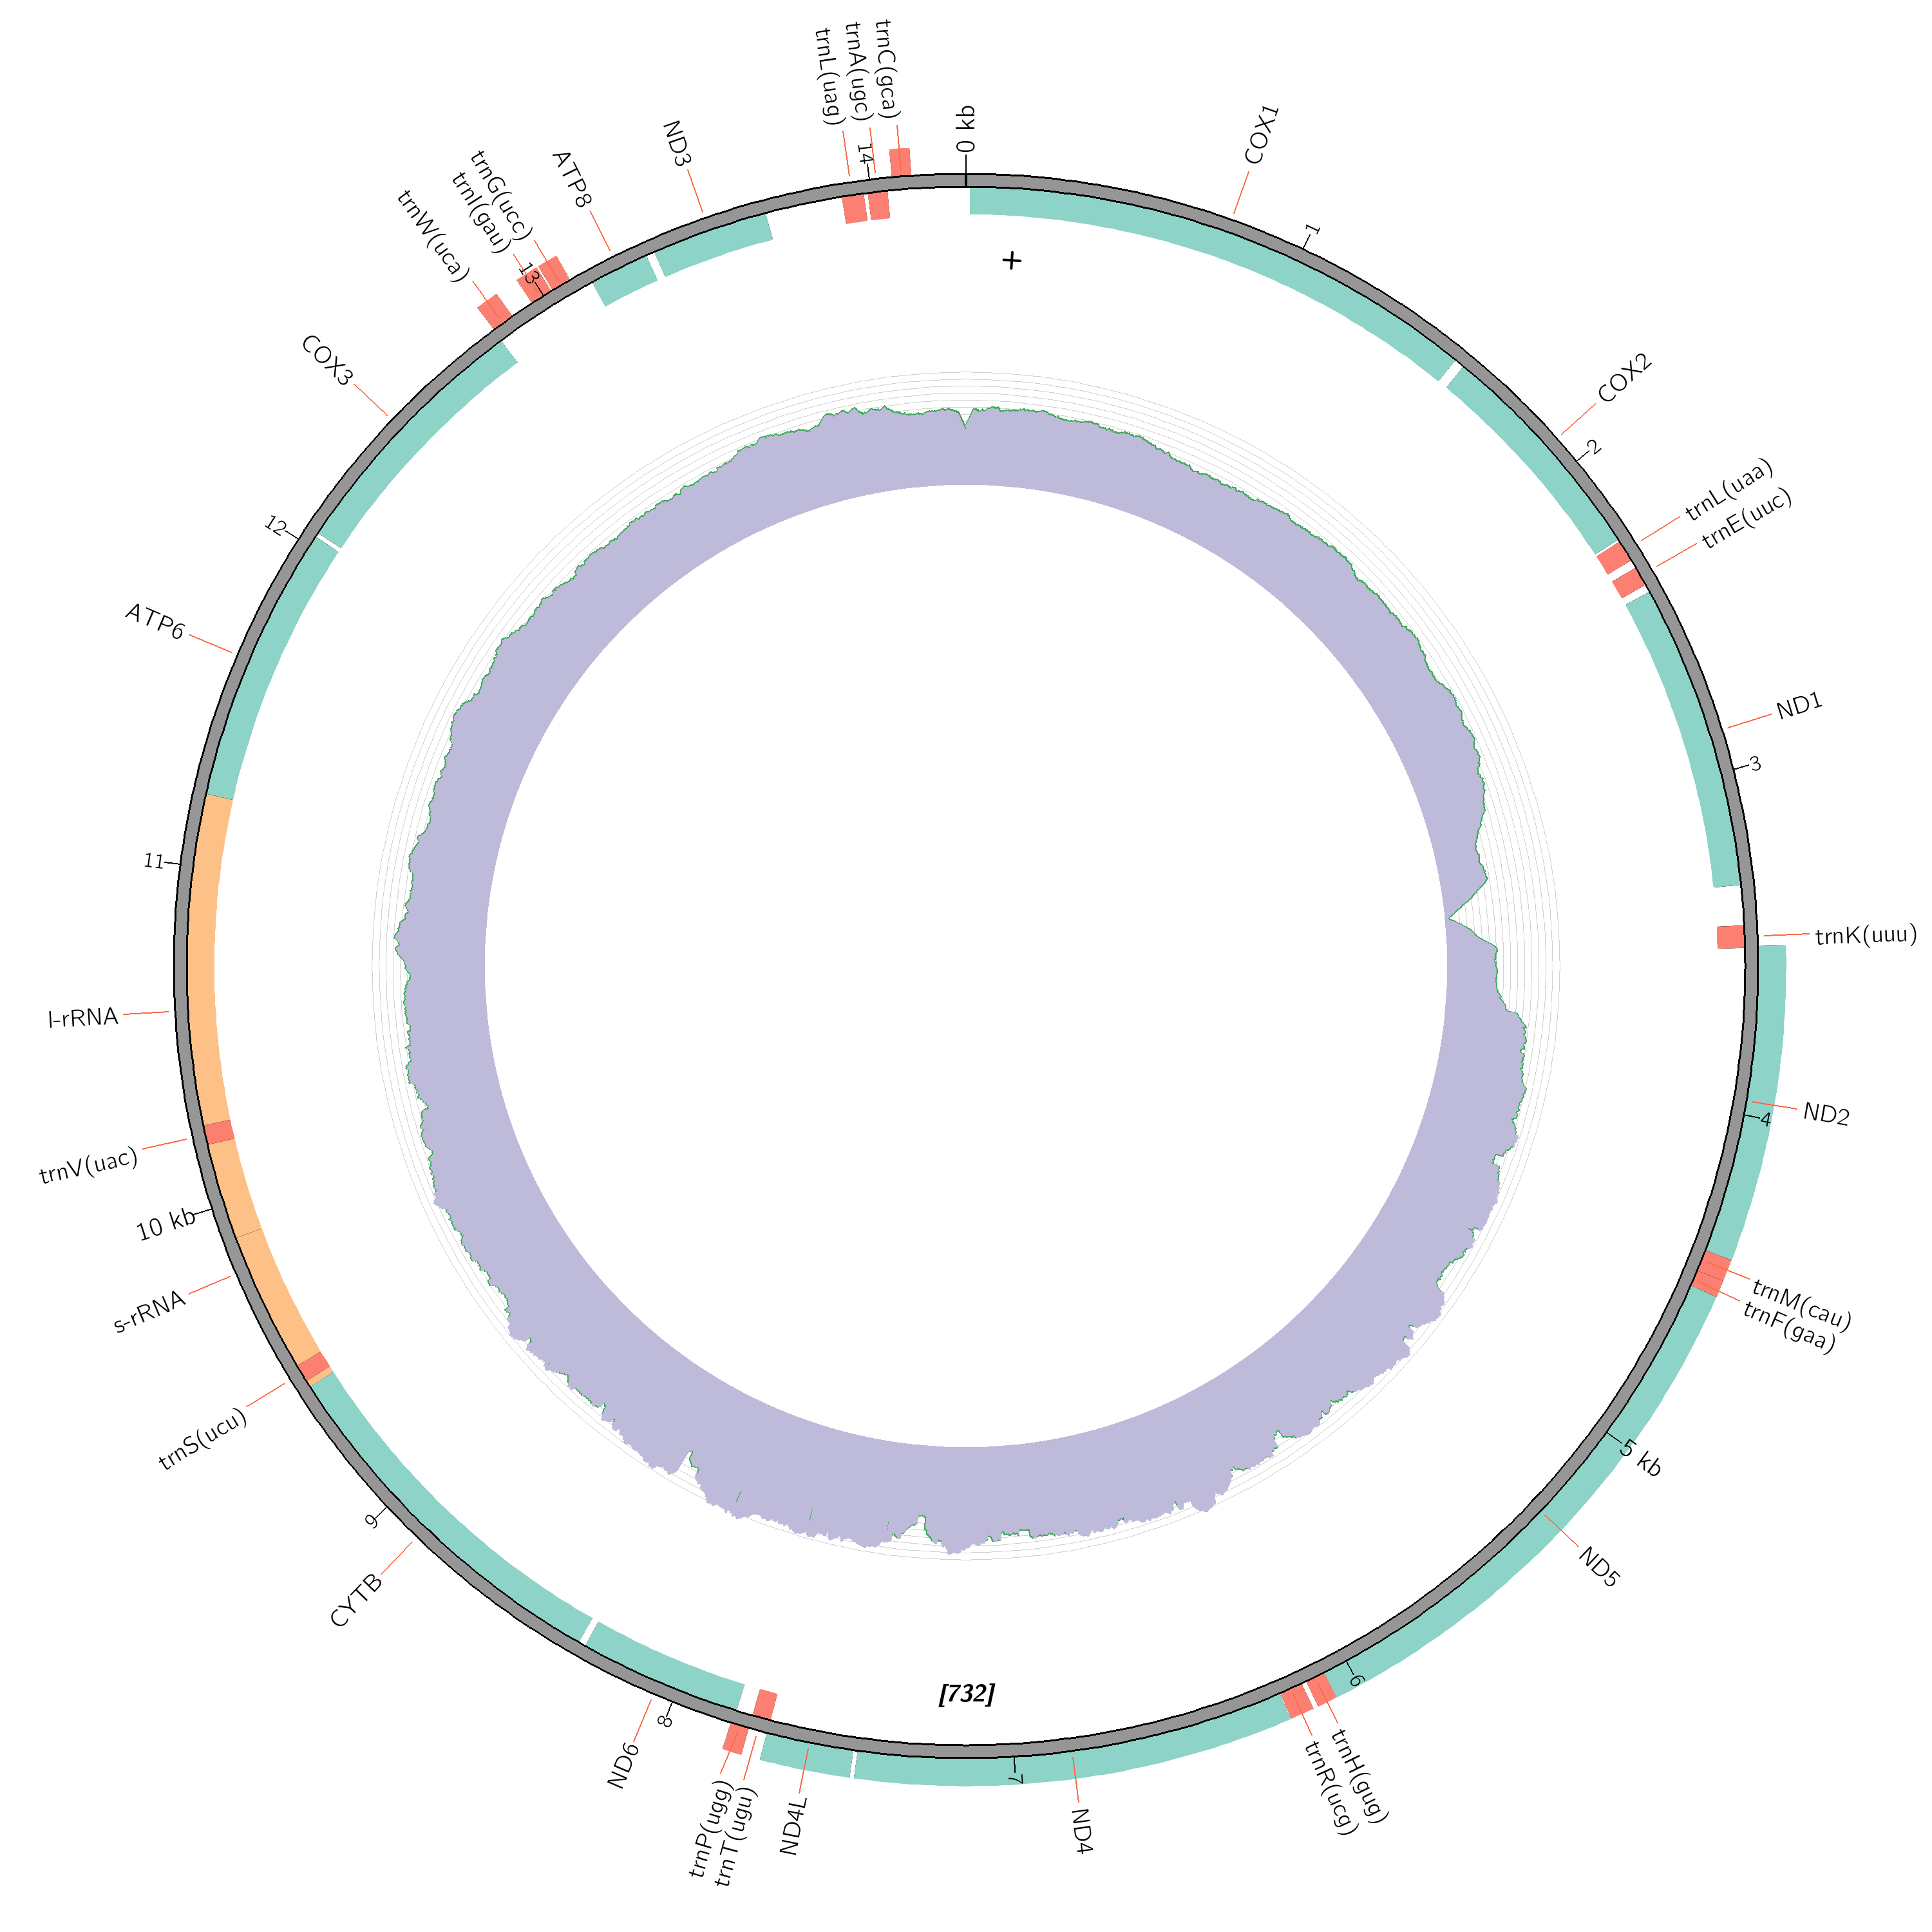 0 kb
COX1
1
COX2
2
trnL(uaa)
trnE(uuc)
ND1
3
trnK(uuu)
ND2
4
trnM(cau)
trnF(gaa)
5 kb
ND5
6
trnH(gug)
trnR(ucg)
ND4
7
ND4L
trnT(ugu)
trnP(ugg)
8
ND6
CYTB
9
trnS(ucu)
s-rRNA
10 kb
trnV(uac)
l-rRNA
11
ATP6
12
COX3
trnW(uca)
trnI(gau)
13
trnG(ucc)
ATP8
ND3
trnL(uag)
14
trnA(ugc)
trnC(gca)
+
[732]